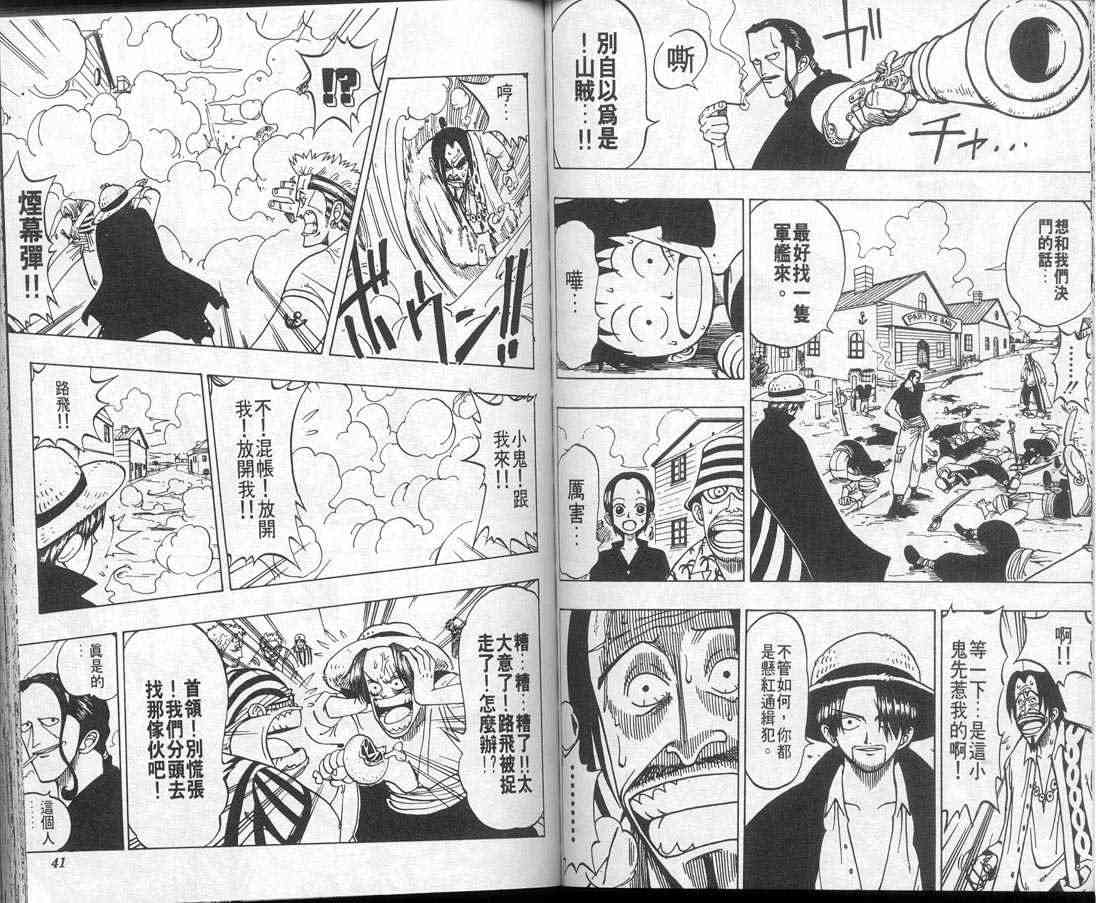 ガ
嘶
別自以爲是
！山賊…!!
チャ…
想和我們決
鬥的話…
……!!
最好找一隻
軍艦來。
PARTYS BAR
嘩…
厲害…
啊!!
等一下…是這小
鬼先惹我的啊！
不管如何，你都
是懸紅通緝犯。
………
哼…
ボウン!!
!?
煙幕彈!!
小鬼！跟
我來!!
不！混帳！放開
我！放開我!!
路飛!!
糟…糟了!!太
大意了！路飛被捉
走了！怎麼辦!?
首領！別慌張
！我們分頭去
找那傢伙吧！
眞是的
…
這個人
……
41